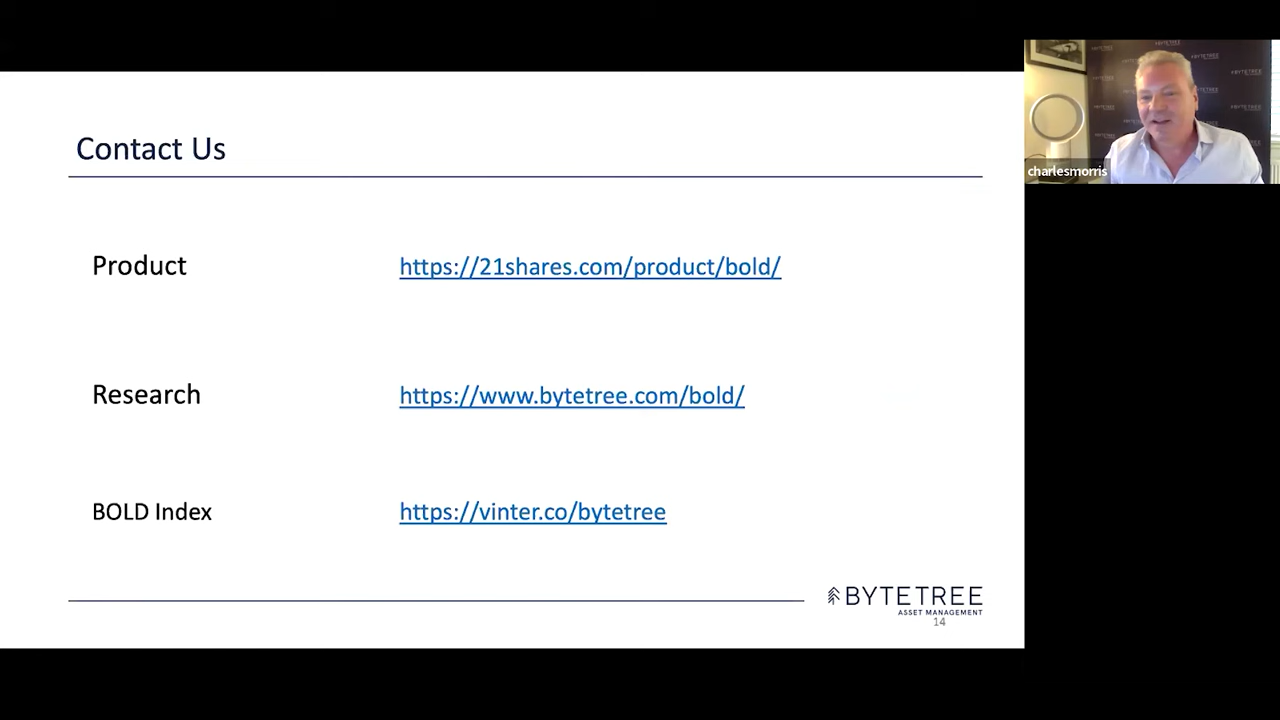 Contact Us
Product
https://21shares.com/product/bold/
Research
https://www.bytetree.com/bold/
BOLD Index
https://vinter.co/bytetree
BYTETREE
ASSET MANAGEMENT
14
charlesmorris